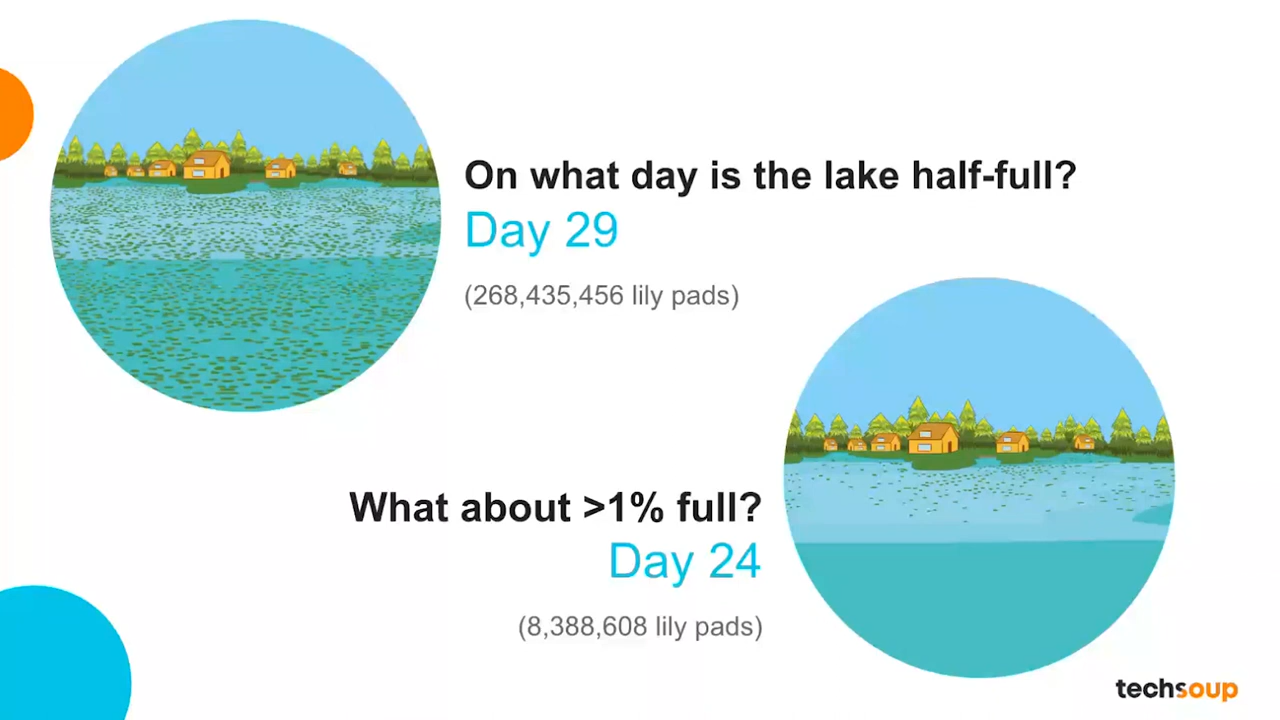 On what day is the lake half-full?
Day 29
(268,435,456 lily pads)
What about >1% full?
Day 24
(8,388,608 lily pads)
techsoup